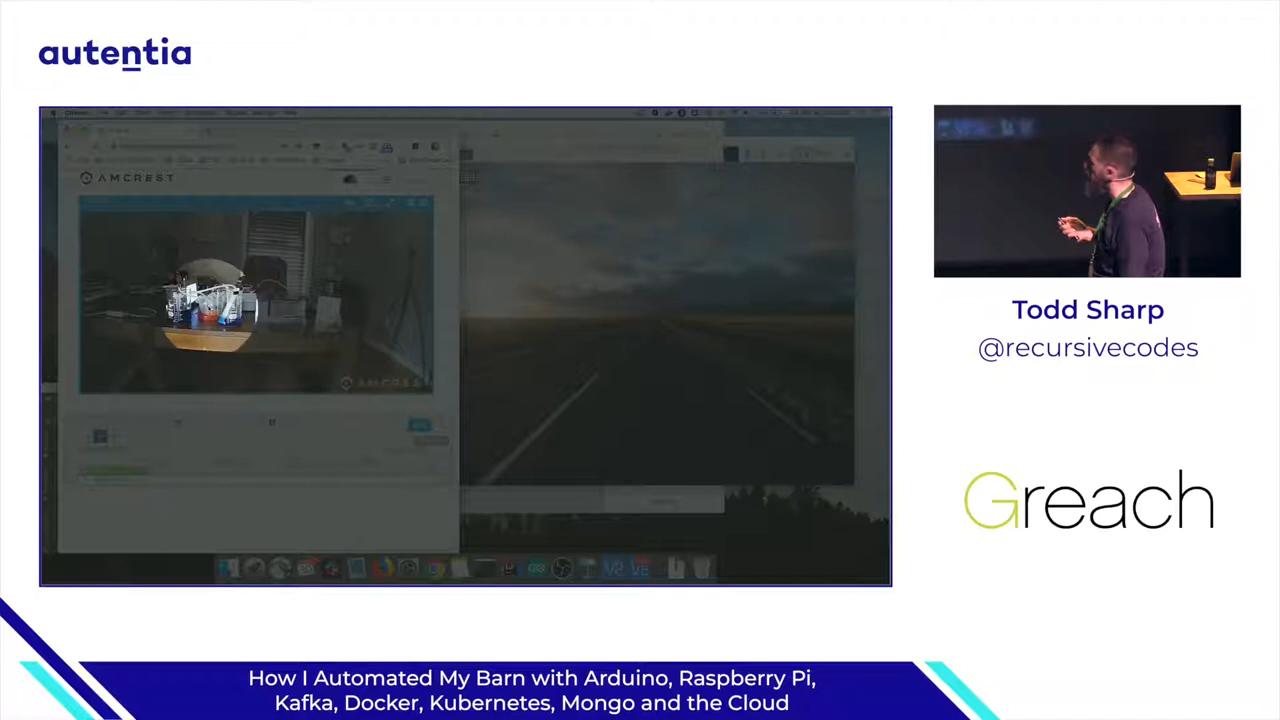 autentia
AMCREST
AMCREST
Todd Sharp
@recursivecodes
Greach
How I Automated My Barn with Arduino, Raspberry Pi,
Kafka, Docker, Kubernetes, Mongo and the Cloud